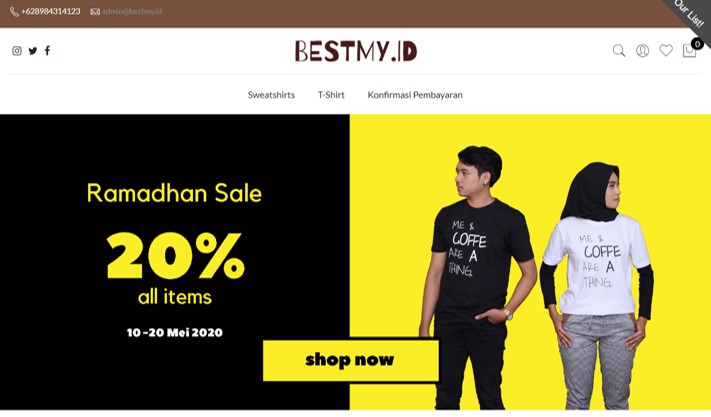 +628984314123 admin@bestmy.id
Our List!
BESTMY.ID
0
Sweatshirts T-Shirt Konfirmasi Pembayaran
Ramadhan Sale
20%
all items
10-20 Mei 2020
shop now
ME &
COFFE
ARE A
THING.
ME &
COFFE
ARE A
THING.